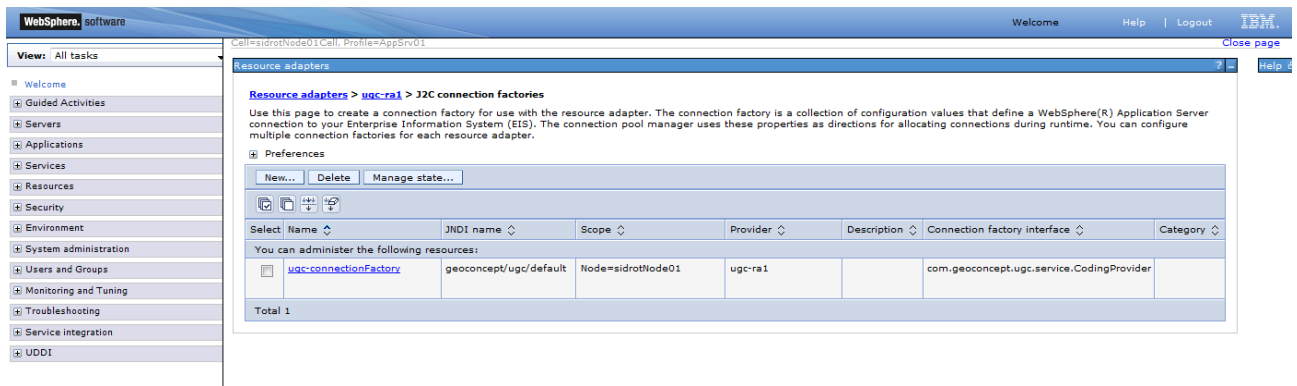 WebSphere. software
Welcome Help | Logout IBM.
View: All tasks
Cell=sidrotNode01Cell, Profile=AppSrv01
Close page
Welcome
Guided Activities
Servers
Applications
Services
Resources
Security
Environment
System administration
Users and Groups
Monitoring and Tuning
Troubleshooting
Service integration
UDDI
Resource adapters ? -
Help
Resource adapters > ugc-ra1 > J2C connection factories
Use this page to create a connection factory for use with the resource adapter. The connection factory is a collection of configuration values that define a WebSphere(R) Application Server
connection to your Enterprise Information System (EIS). The connection pool manager uses these properties as directions for allocating connections during runtime. You can configure
multiple connection factories for each resource adapter.
Preferences
New... Delete Manage state...
Select Name JNDI name Scope Provider Description Connection factory interface Category
You can administer the following resources:
ugc-connectionFactory geoconcept/ugc/default Node=sidrotNode01 ugc-ra1 com.geoconcept.ugc.service.CodingProvider
Total 1